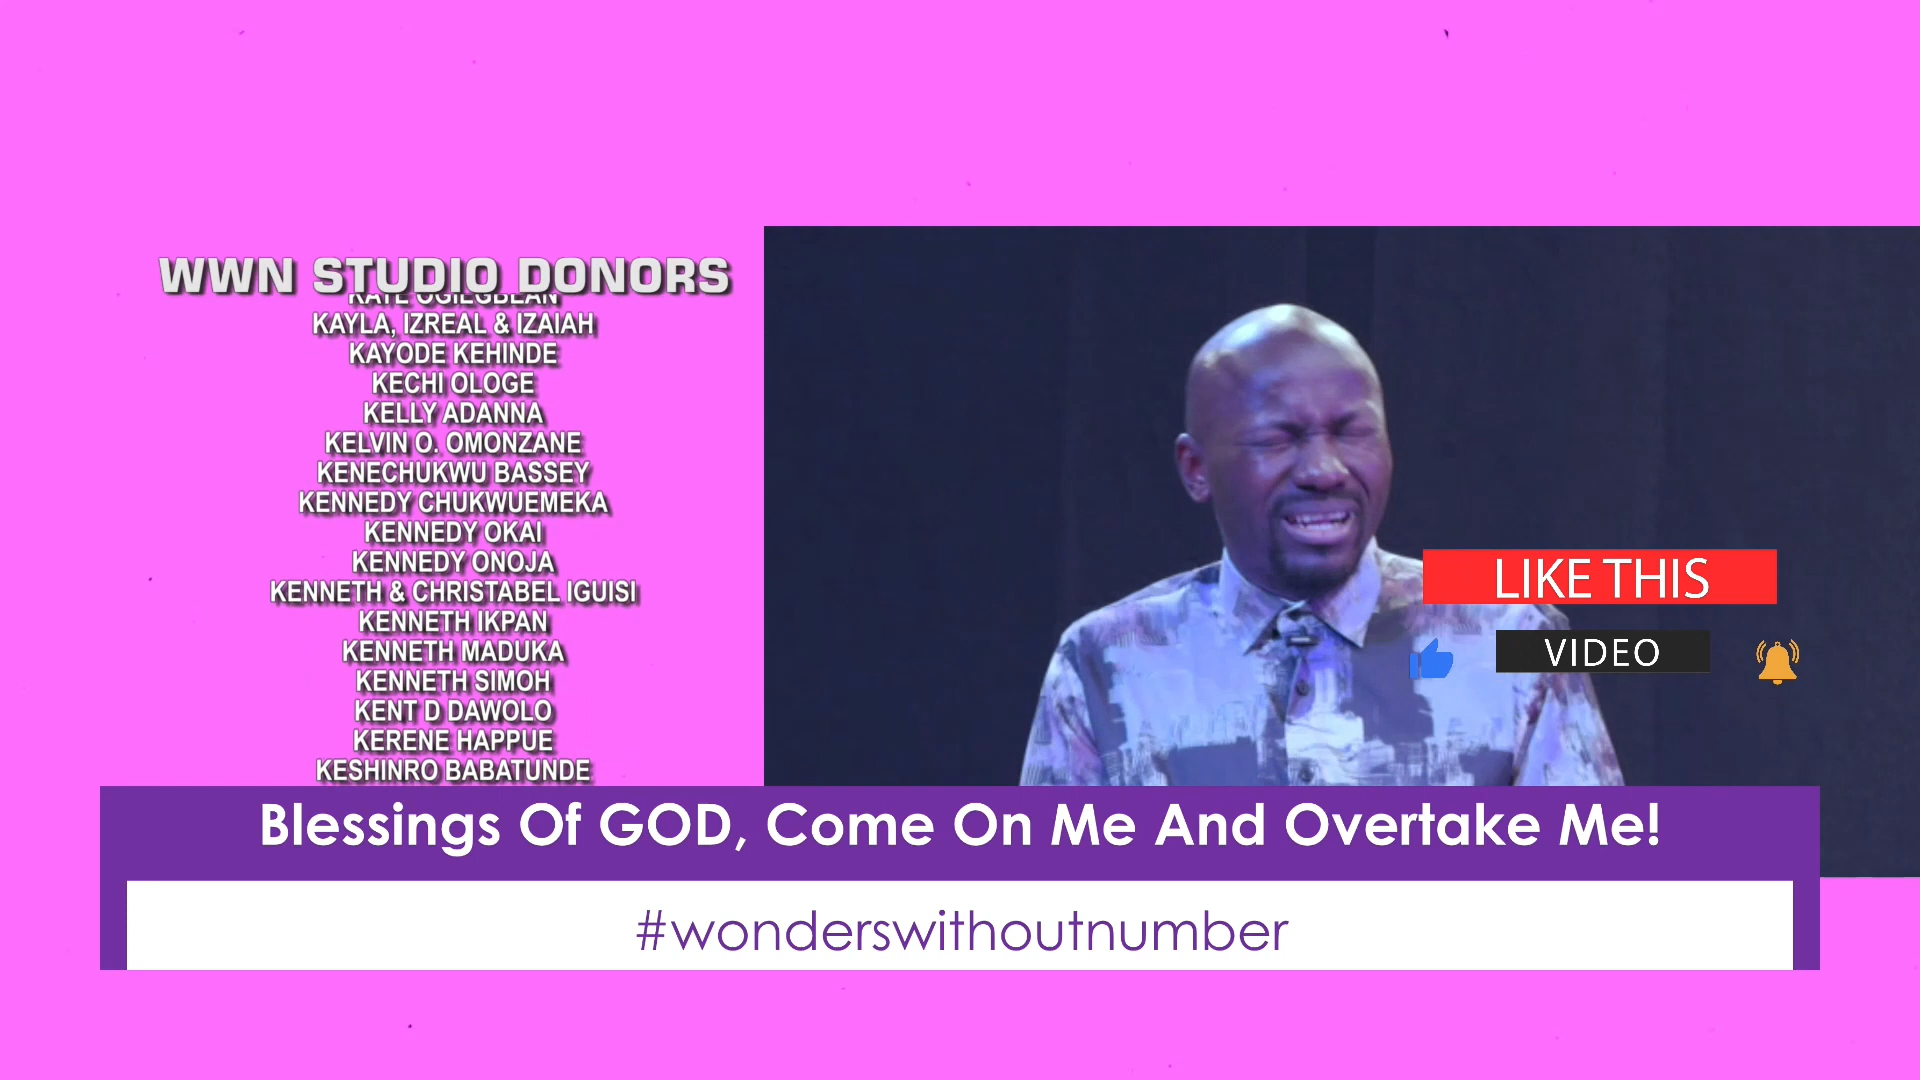 WWN STUDIO DONORS
KAYLA, IZREAL & IZAIAH
KAYODE KEHINDE
KECHI OLOGE
KELLY ADANNA
KELVIN O. OMONZANE
KENECHUKWU BASSEY
KENNEDY CHUKWUEMEKA
KENNEDY OKAI
KENNEDY ONOJA
KENNETH & CHRISTABEL IGUISI
KENNETH IKPAN
KENNETH MADUKA
KENNETH SIMOH
KENT D DAWOLO
KERENE HAPPUE
KESHINRO BABATUNDE
LIKE THIS
VIDEO
Blessings Of GOD, Come On Me And Overtake Me!
#wonderswithoutnumber